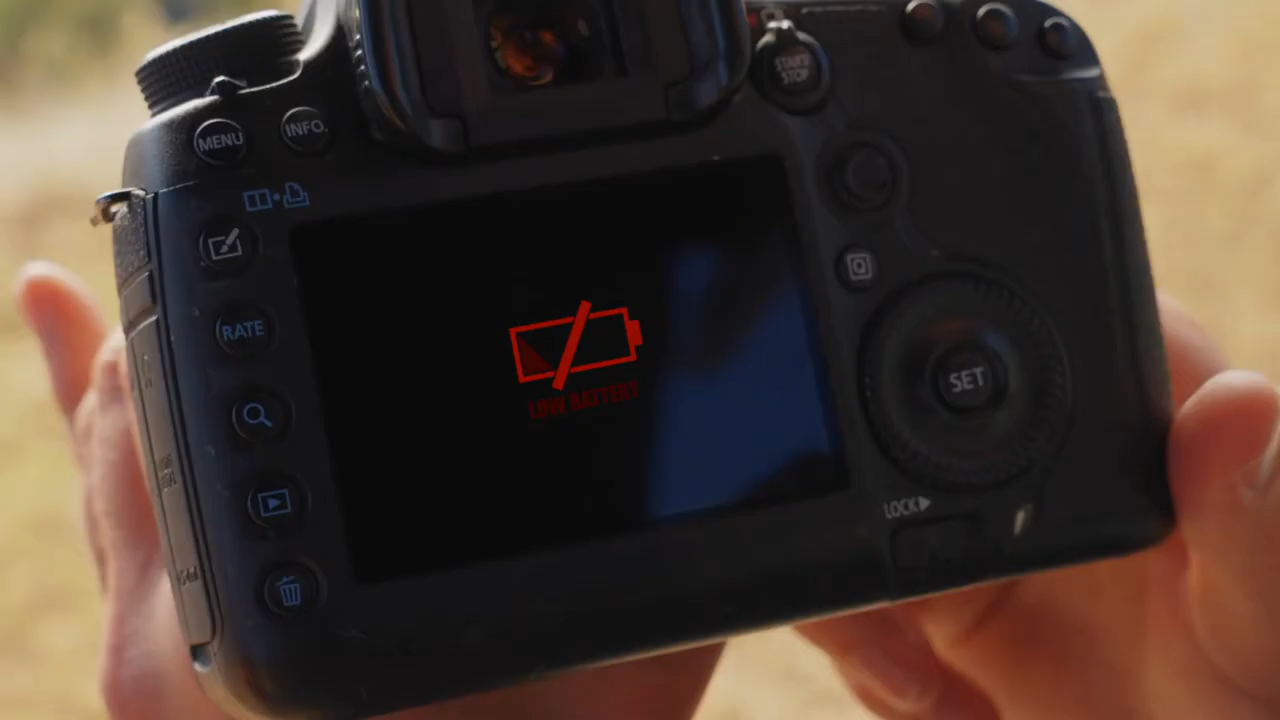 START/
STOP
MENU
INFO.
RATE
Q
SET
LOW BATTERY
LOCK